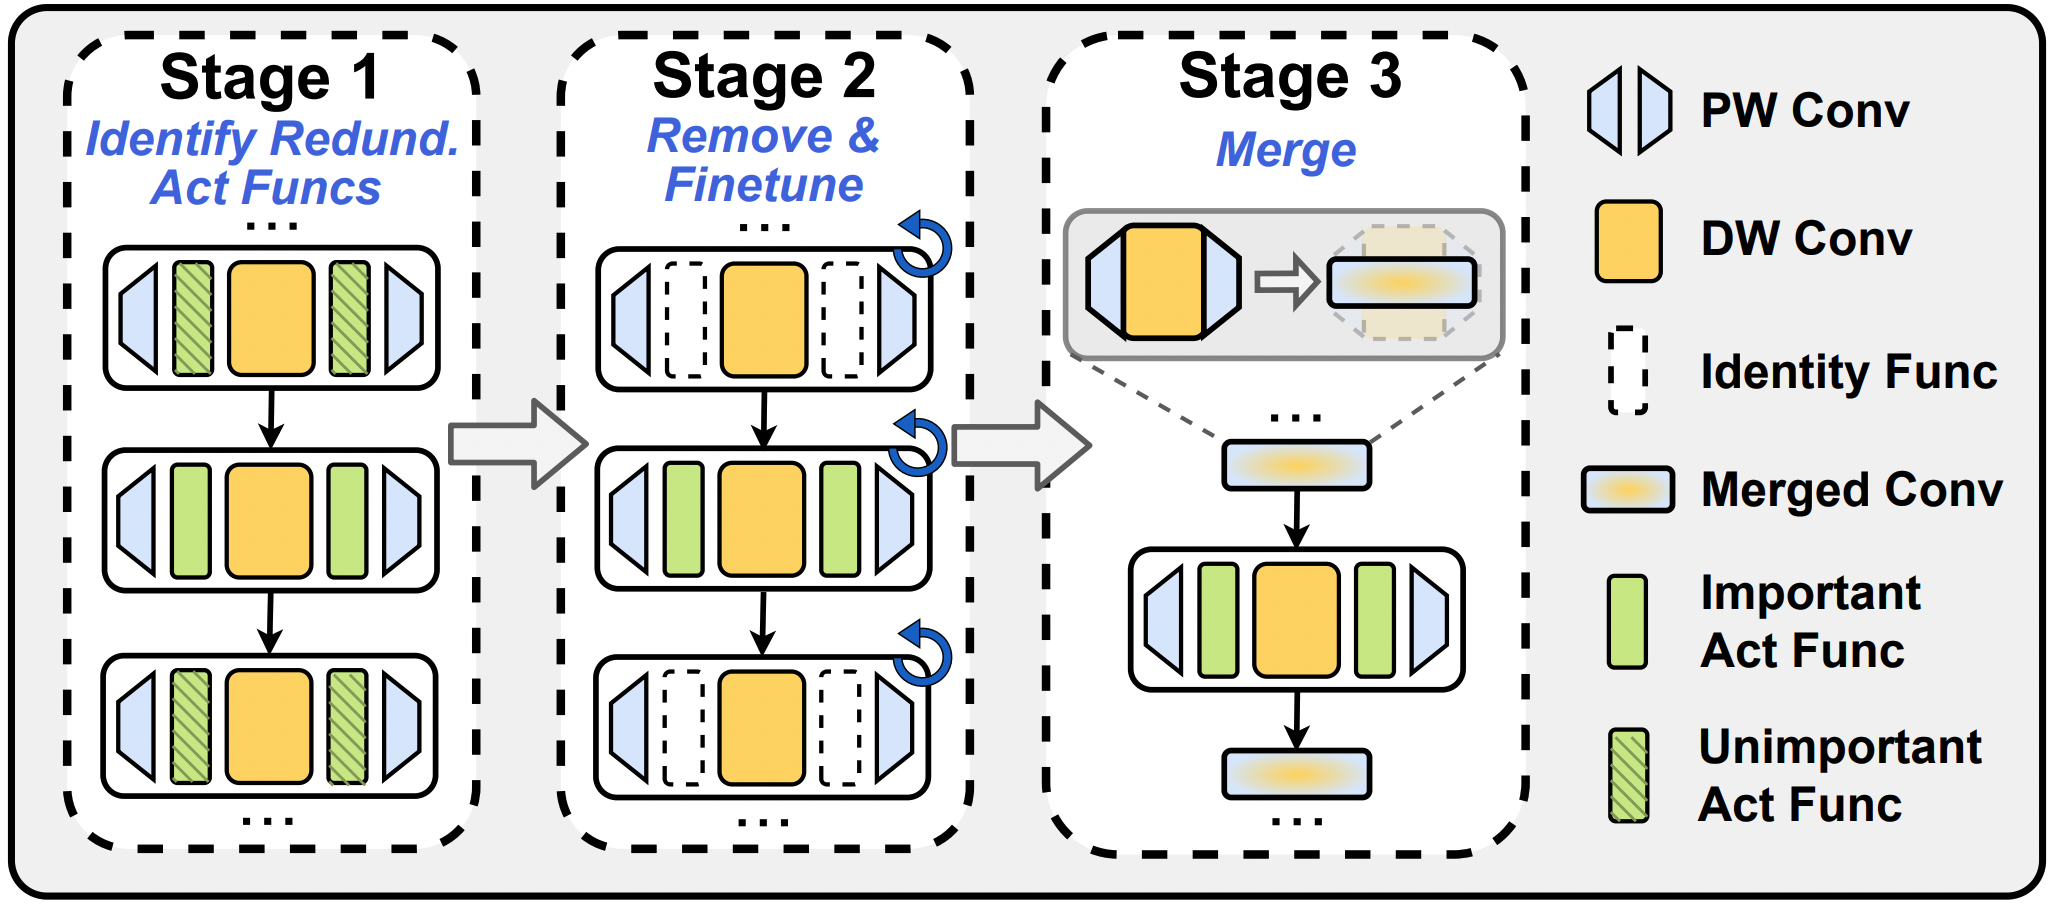 Stage 1
Identify Redund.
Act Funcs
...
...
Stage 2
Remove &
Finetune
...
...
Stage 3
Merge
...
...
PW Conv
DW Conv
Identity Func
Merged Conv
Important
Act Func
Unimportant
Act Func